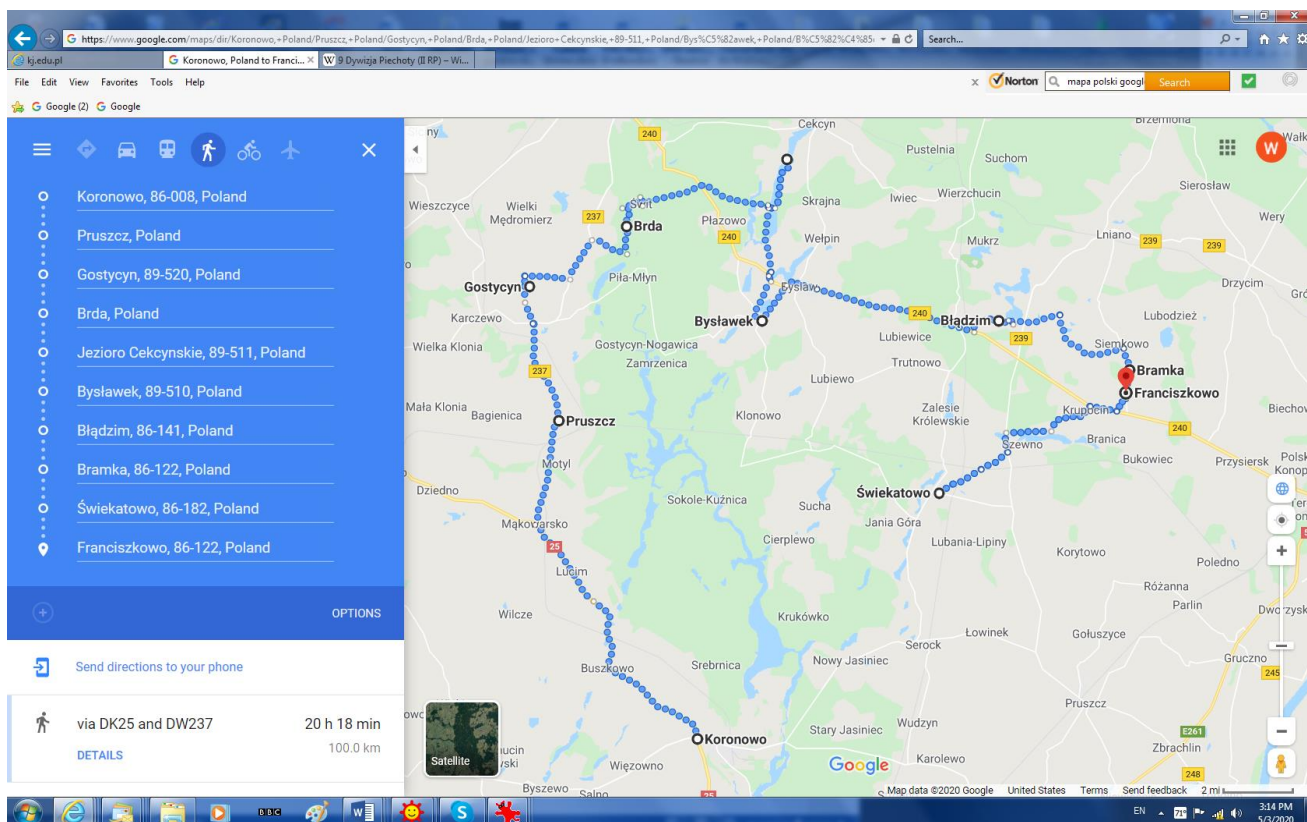 https://www.google.com/maps/dir/Koronowo,+Poland/Pruszcz,+Poland/Gostycyn,+Poland/Brda,+Poland/Jezioro+Cekcynskie,+89-511,+Poland/Bys%C5%82awek,+Poland/B%C5%82%C4%85
Search...
kj.edu.pl
Koronowo, Poland to Franci...
9 Dywizja Piechoty (II RP) – Wi...
File Edit View Favorites Tools Help
x Norton mapa polski googl Search
Google (2) Google
Koronowo, 86-008, Poland
Pruszcz, Poland
Gostycyn, 89-520, Poland
Brda, Poland
Jezioro Cekcynskie, 89-511, Poland
Bysławek, 89-510, Poland
Błądzim, 86-141, Poland
Bramka, 86-122, Poland
Świekatowo, 86-182, Poland
Franciszkowo, 86-122, Poland
OPTIONS
Send directions to your phone
via DK25 and DW237 20 h 18 min
DETAILS 100.0 km
Cekcyn
240
Pustelnia
Suchom
W
Sierosław
Wieszczyce
Wielki Mędromierz
237
Świt
Brda
Płazowo
240
Skrajna
Iwiec
Wierzchucin
Wery
Wełpin
Mukrz
Lniano
239
239
Gostycyn
Piła-Młyn
Bysław
Drzycim
Karczewo
Bysławek
240
Błądzim
Lubodzież
Wielka Klonia
Gostycyn-Nogawica
Lubiewice
239
Siemkowo
Zamrzenica
Trutnowo
237
Lubiewo
Bramka
Franciszkowo
Mała Klonia
Bagienica
Pruszcz
Klonowo
Zalesie Królewskie
Krupocin
240
Szewno
Branica
Motyl
Bukowiec
Przysiersk
Dziedno
Sokole-Kuźnica
Świekatowo
Sucha
Jania Góra
Mąkowarsko
25
Cierplewo
Lubania-Lipiny
Korytowo
Poledno
Lucim
Różanna
Wilcze
Krukówko
Parlin
Łowinek
Gołuszyce
Serock
Buszkowo
Srebrnica
Nowy Jasiniec
Gruczno
245
Pruszcz
Koronowo
Stary Jasiniec
Wudzyn
E261
Zbrachlin
Satellite
Więzowno
Google
Karolewo
248
Byszewo
Salno
25
Map data ©2020 Google United States Terms Send feedback 2 mi
BBC
W
S
EN 71° 3:14 PM
5/3/2020